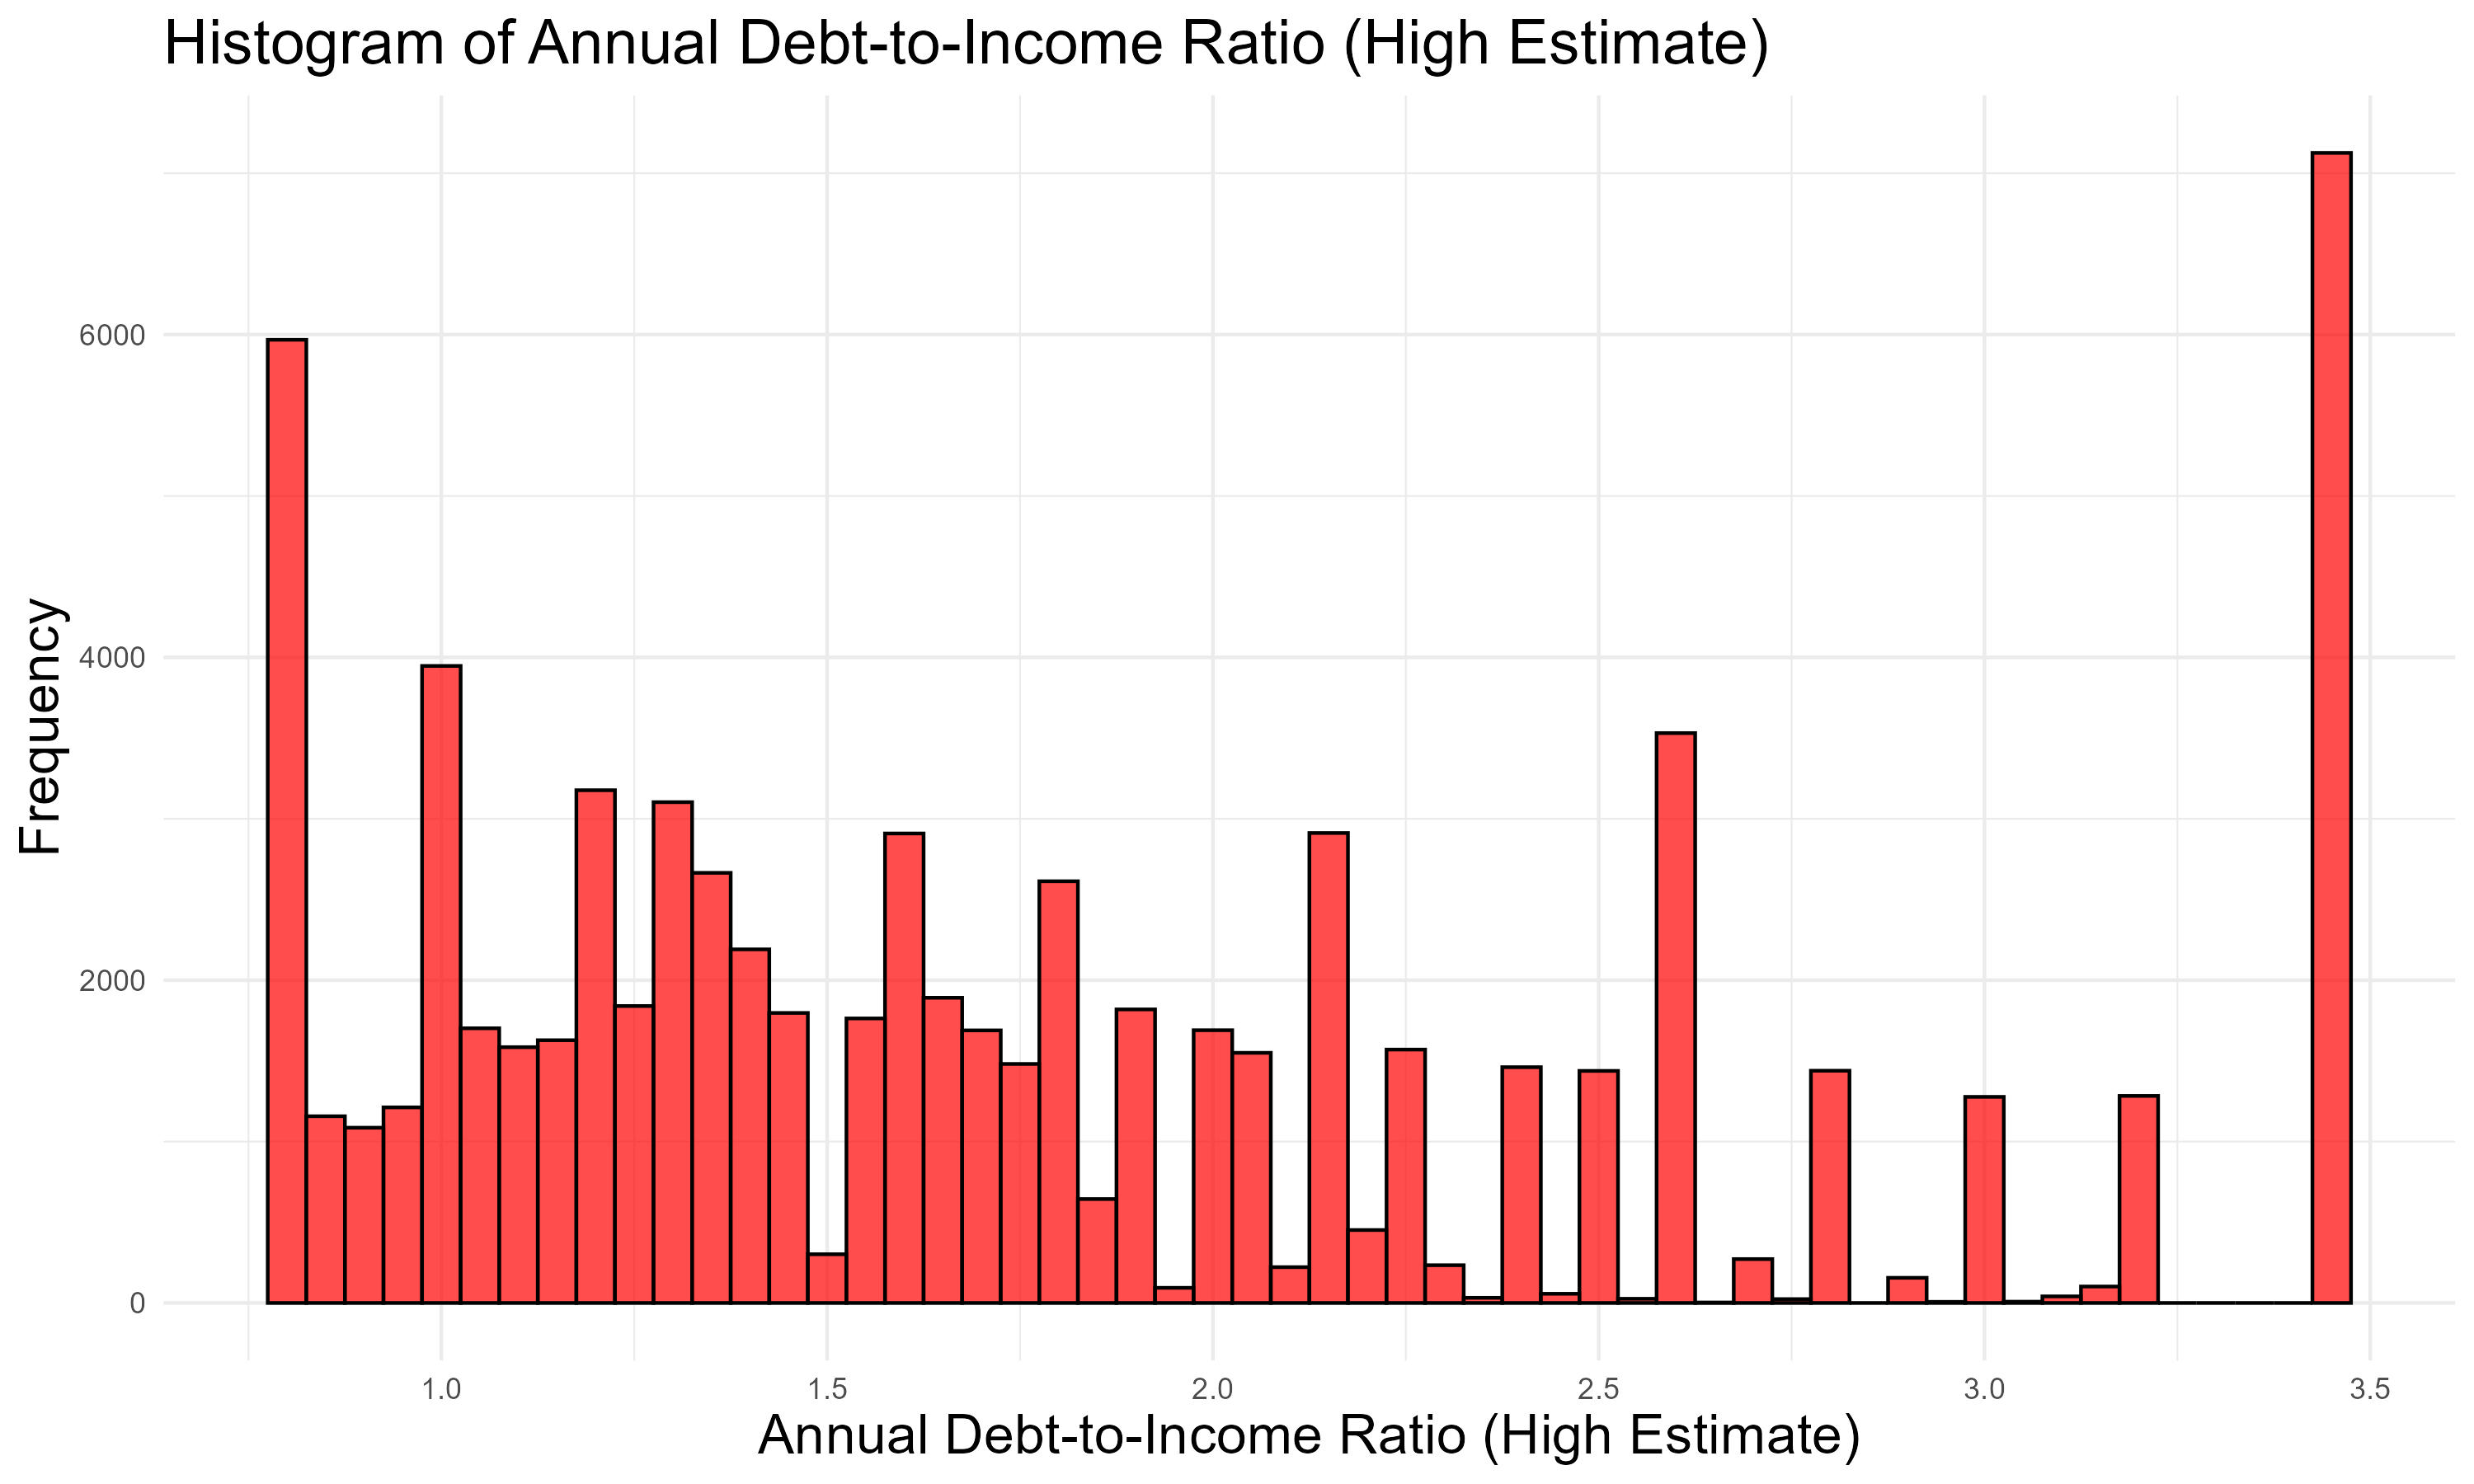 Histogram of Annual Debt-to-Income Ratio (High Estimate)
Frequency
6000
4000
2000
0
1.0 1.5 2.0 2.5 3.0 3.5
Annual Debt-to-Income Ratio (High Estimate)